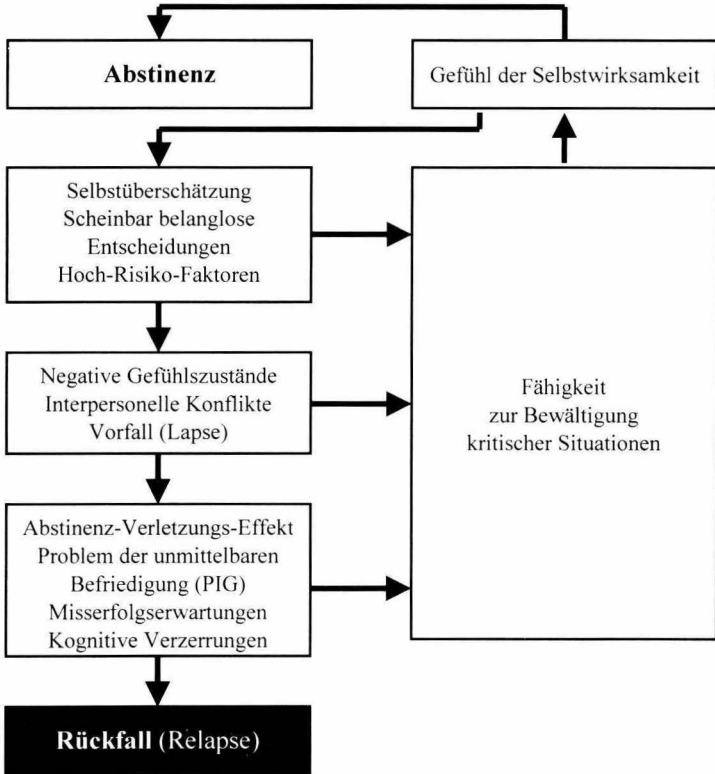 Abstinenz
Gefühl der Selbstwirksamkeit
Selbstüberschätzung
Scheinbar belanglose
Entscheidungen
Hoch-Risiko-Faktoren
Negative Gefühlszustände
Interpersonelle Konflikte
Vorfall (Lapse)
Fähigkeit
zur Bewältigung
kritischer Situationen
Abstinenz-Verletzungs-Effekt
Problem der unmittelbaren
Befriedigung (PIG)
Misserfolgserwartungen
Kognitive Verzerrungen
Rückfall (Relapse)